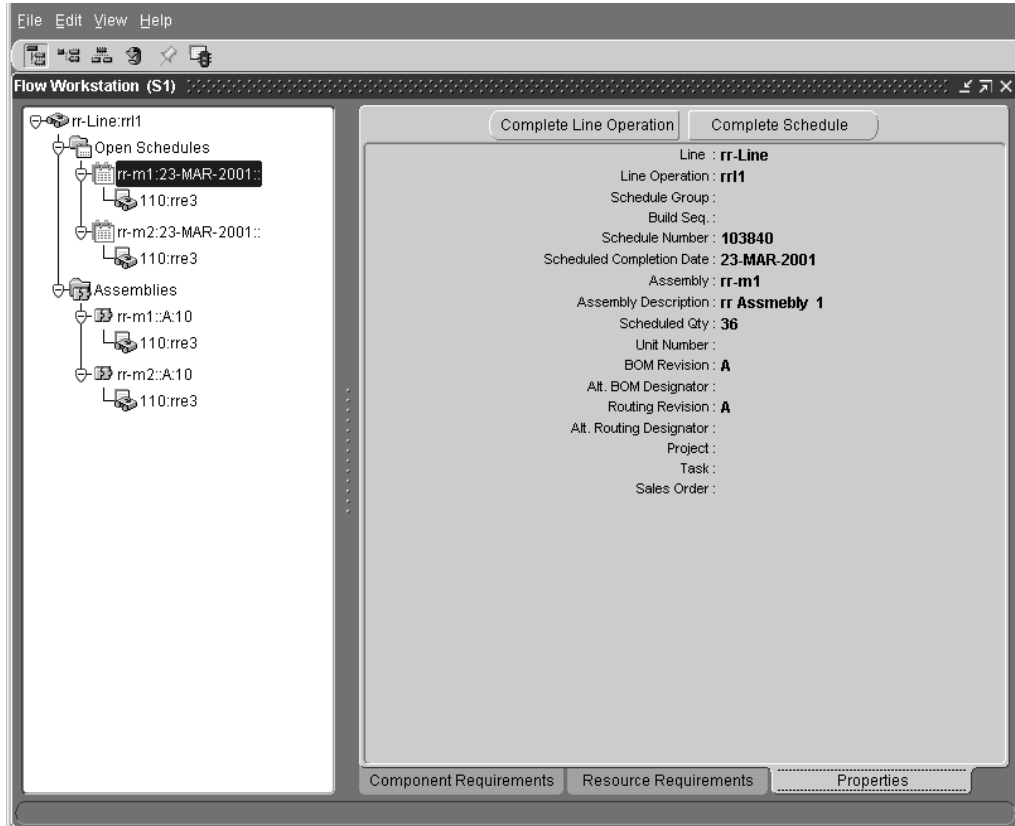 File Edit View Help
Flow Workstation (S1)
rr-Line:rrl1
Open Schedules
rr-m1:23-MAR-2001::
110:rre3
rr-m2:23-MAR-2001::
110:rre3
Assemblies
rr-m1::A:10
110:rre3
rr-m2::A:10
110:rre3
Complete Line Operation Complete Schedule
Line : rr-Line
Line Operation : rrl1
Schedule Group :
Build Seq. :
Schedule Number : 103840
Scheduled Completion Date : 23-MAR-2001
Assembly : rr-m1
Assembly Description : rr Assmebly 1
Scheduled Qty : 36
Unit Number :
BOM Revision : A
Alt. BOM Designator :
Routing Revision : A
Alt. Routing Designator :
Project :
Task :
Sales Order :
Component Requirements Resource Requirements Properties